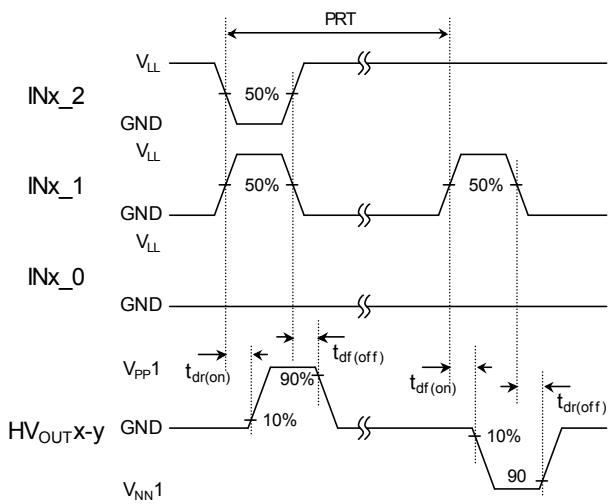 PRT
V_LL
INx_2
50%
GND
V_LL
INx_1
50%
50%
GND
V_LL
INx_0
GND
V_PP1
t_dr(on)
90%
t_df(off)
t_df(on)
t_dr(off)
HV_OUTx-y
GND
10%
10%
90
V_NN1